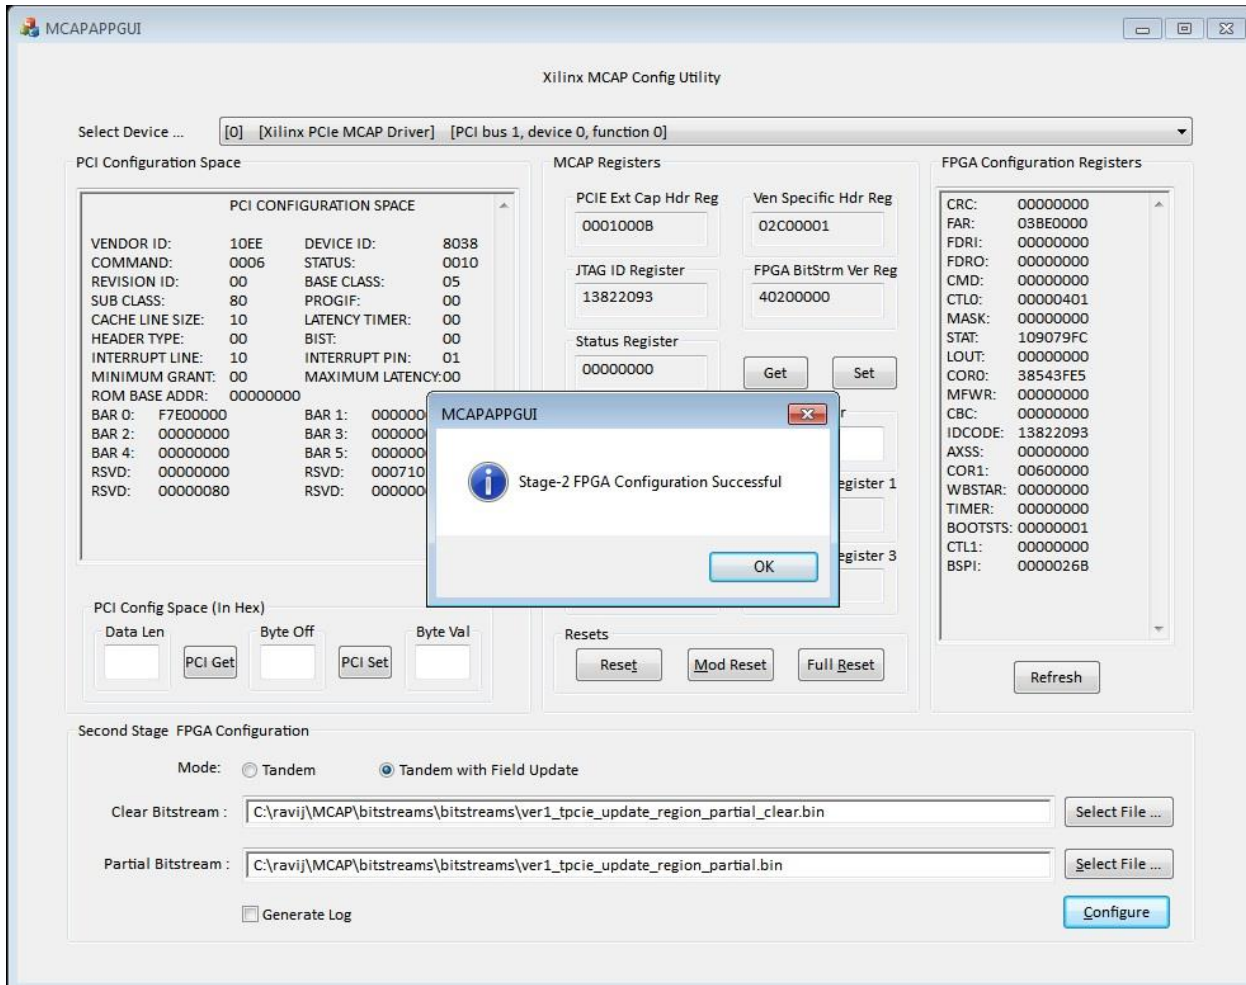 MCAPAPPGUI
Xilinx MCAP Config Utility
Select Device ... [0] [Xilinx PCIe MCAP Driver] [PCI bus 1, device 0, function 0]
PCI Configuration Space
PCI CONFIGURATION SPACE
VENDOR ID: 10EE DEVICE ID: 8038
COMMAND: 0006 STATUS: 0010
REVISION ID: 00 BASE CLASS: 05
SUB CLASS: 80 PROGIF: 00
CACHE LINE SIZE: 10 LATENCY TIMER: 00
HEADER TYPE: 00 BIST: 00
INTERRUPT LINE: 10 INTERRUPT PIN: 01
MINIMUM GRANT: 00 MAXIMUM LATENCY:00
ROM BASE ADDR: 00000000
BAR 0: F7E00000 BAR 1: 000000
BAR 2: 00000000 BAR 3: 000000
BAR 4: 00000000 BAR 5: 000000
RSVD: 00000000 RSVD: 000710
RSVD: 00000080 RSVD: 000000
PCI Config Space (In Hex)
Data Len Byte Off Byte Val
PCI Get PCI Set
MCAP Registers
PCIE Ext Cap Hdr Reg Ven Specific Hdr Reg
0001000B 02C00001
JTAG ID Register FPGA BitStrm Ver Reg
13822093 40200000
Status Register
00000000 Get Set
r
egister 1
egister 3
MCAPAPPGUI
Stage-2 FPGA Configuration Successful
OK
Resets
Reset Mod Reset Full Reset
FPGA Configuration Registers
CRC: 00000000
FAR: 03BE0000
FDRI: 00000000
FDRO: 00000000
CMD: 00000000
CTL0: 00000401
MASK: 00000000
STAT: 109079FC
LOUT: 00000000
COR0: 38543FE5
MFWR: 00000000
CBC: 00000000
IDCODE: 13822093
AXSS: 00000000
COR1: 00600000
WBSTAR: 00000000
TIMER: 00000000
BOOTSTS: 00000001
CTL1: 00000000
BSPI: 0000026B
Refresh
Second Stage FPGA Configuration
Mode: Tandem Tandem with Field Update
Clear Bitstream : C:\ravij\MCAP\bitstreams\bitstreams\ver1_tpcie_update_region_partial_clear.bin Select File ...
Partial Bitstream : C:\ravij\MCAP\bitstreams\bitstreams\ver1_tpcie_update_region_partial.bin Select File ...
Generate Log Configure